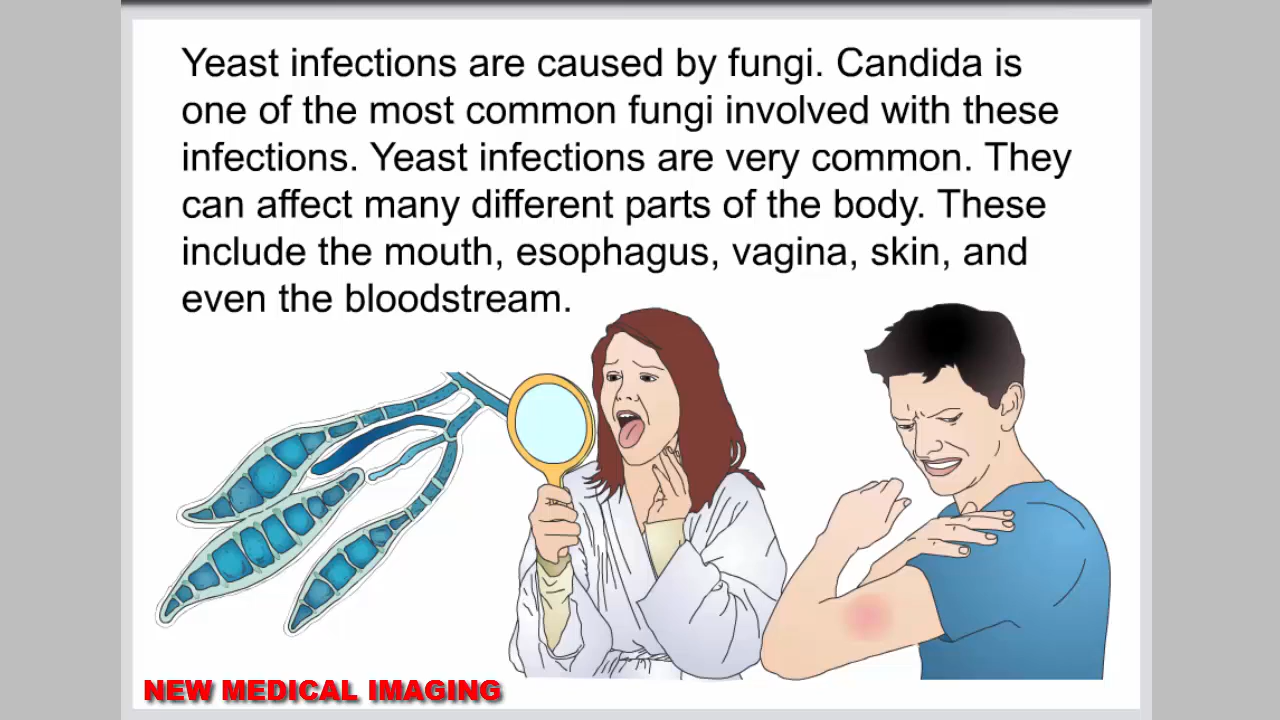 Yeast infections are caused by fungi. Candida is
one of the most common fungi involved with these
infections. Yeast infections are very common. They
can affect many different parts of the body. These
include the mouth, esophagus, vagina, skin, and
even the bloodstream.
NEW MEDICAL IMAGING